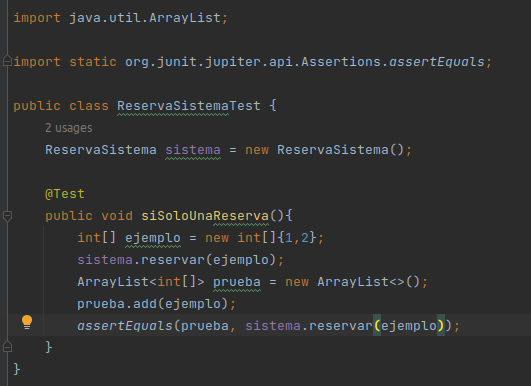 import java.util.ArrayList;
import static org.junit.jupiter.api.Assertions.assertEquals;
public class ReservaSistemaTest {
2 usages
ReservaSistema sistema = new ReservaSistema();
@Test
public void siSoloUnaReserva(){
int[] ejemplo = new int[]{1,2};
sistema.reservar(ejemplo);
ArrayList<int[]> prueba = new ArrayList<>();
prueba.add(ejemplo);
assertEquals(prueba, sistema.reservar(ejemplo));
}
}